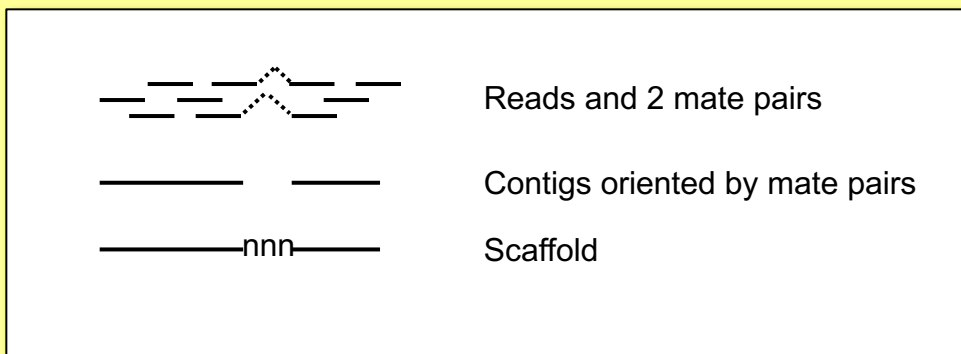 Reads and 2 mate pairs
Contigs oriented by mate pairs
nnn Scaffold